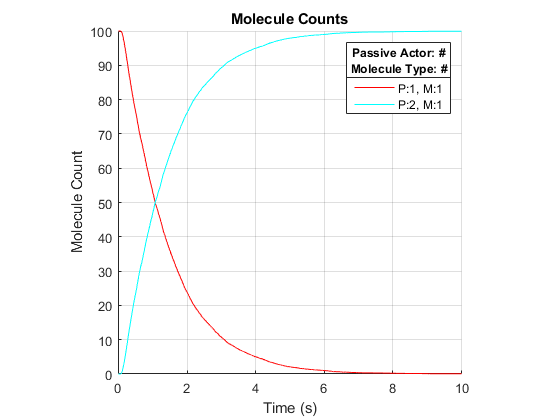 Molecule Counts
Molecule Count
100
90
80
70
60
50
40
30
20
10
0
Passive Actor: #
Molecule Type: #
P:1, M:1
P:2, M:1
0 2 4 6 8 10
Time (s)